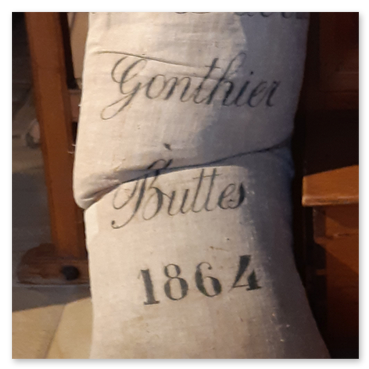 Gonthier
à
Buttes
1864